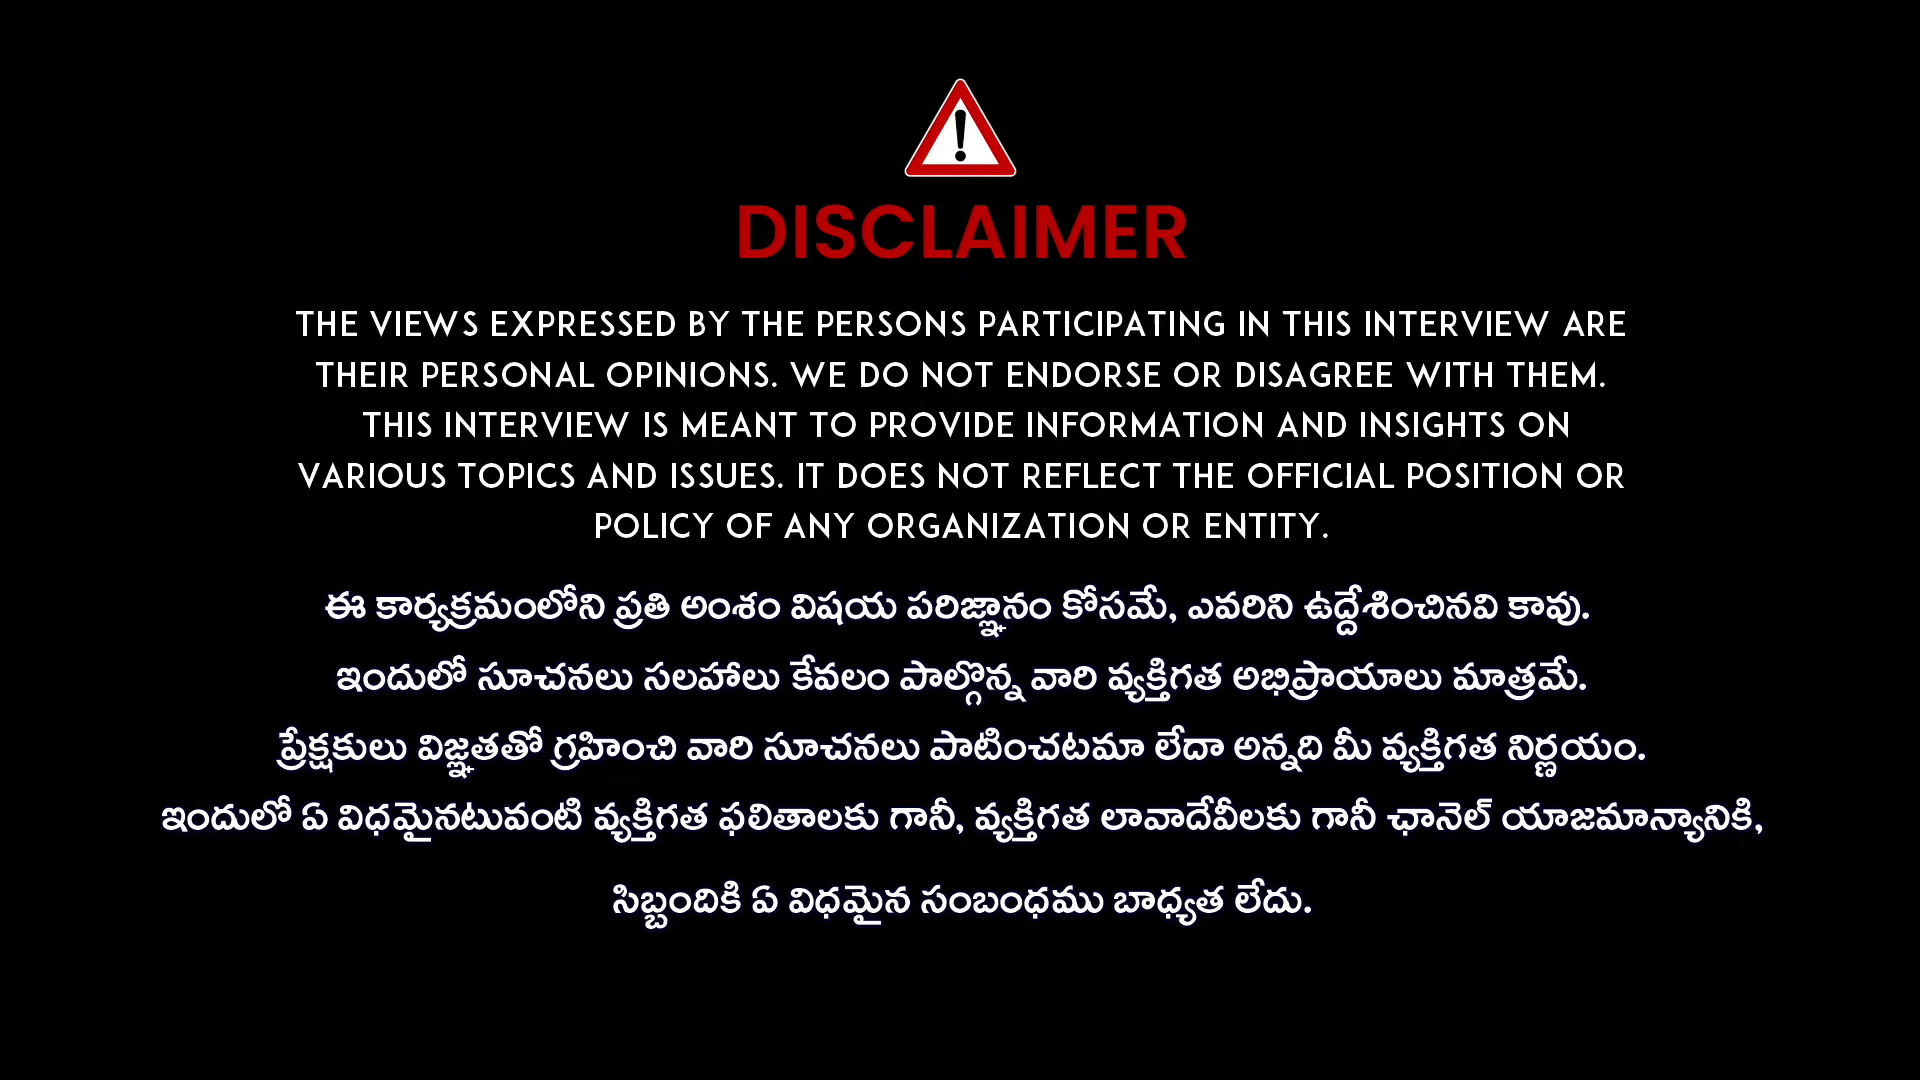 DISCLAIMER
THE VIEWS EXPRESSED BY THE PERSONS PARTICIPATING IN THIS INTERVIEW ARE
THEIR PERSONAL OPINIONS. WE DO NOT ENDORSE OR DISAGREE WITH THEM.
THIS INTERVIEW IS MEANT TO PROVIDE INFORMATION AND INSIGHTS ON
VARIOUS TOPICS AND ISSUES. IT DOES NOT REFLECT THE OFFICIAL POSITION OR
POLICY OF ANY ORGANIZATION OR ENTITY.
ఈ కార్యక్రమంలోని ప్రతి అంశం విషయ పరిజ్ఞానం కోసమే, ఎవరిని ఉద్దేశించినవి కావు.
ఇందులో సూచనలు సలహాలు కేవలం పాల్గొన్న వారి వ్యక్తిగత అభిప్రాయాలు మాత్రమే.
ప్రేక్షకులు విజ్ఞతతో గ్రహించి వారి సూచనలు పాటించటమా లేదా అన్నది మీ వ్యక్తిగత నిర్ణయం.
ఇందులో ఏ విధమైనటువంటి వ్యక్తిగత ఫలితాలకు గానీ, వ్యక్తిగత లావాదేవీలకు గానీ ఛానెల్ యాజమాన్యానికి,
సిబ్బందికి ఏ విధమైన సంబంధము బాధ్యత లేదు.